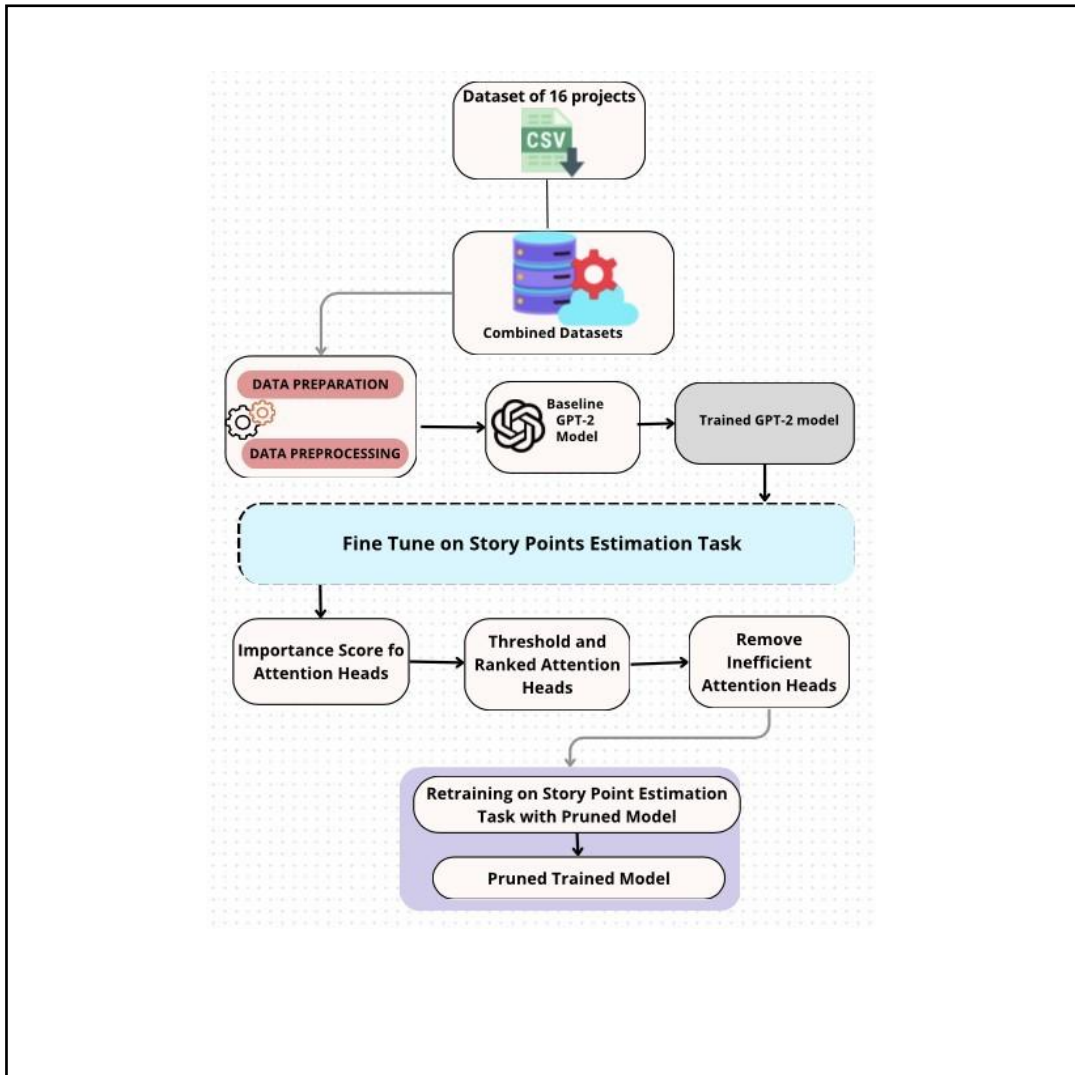 Dataset of 16 projects
CSV
Combined Datasets
DATA PREPARATION
DATA PREPROCESSING
Baseline
GPT-2
Model
Trained GPT-2 model
Fine Tune on Story Points Estimation Task
Importance Score fo
Attention Heads
Threshold and
Ranked Attention
Heads
Remove
Inefficient
Attention Heads
Retraining on Story Point Estimation
Task with Pruned Model
Pruned Trained Model